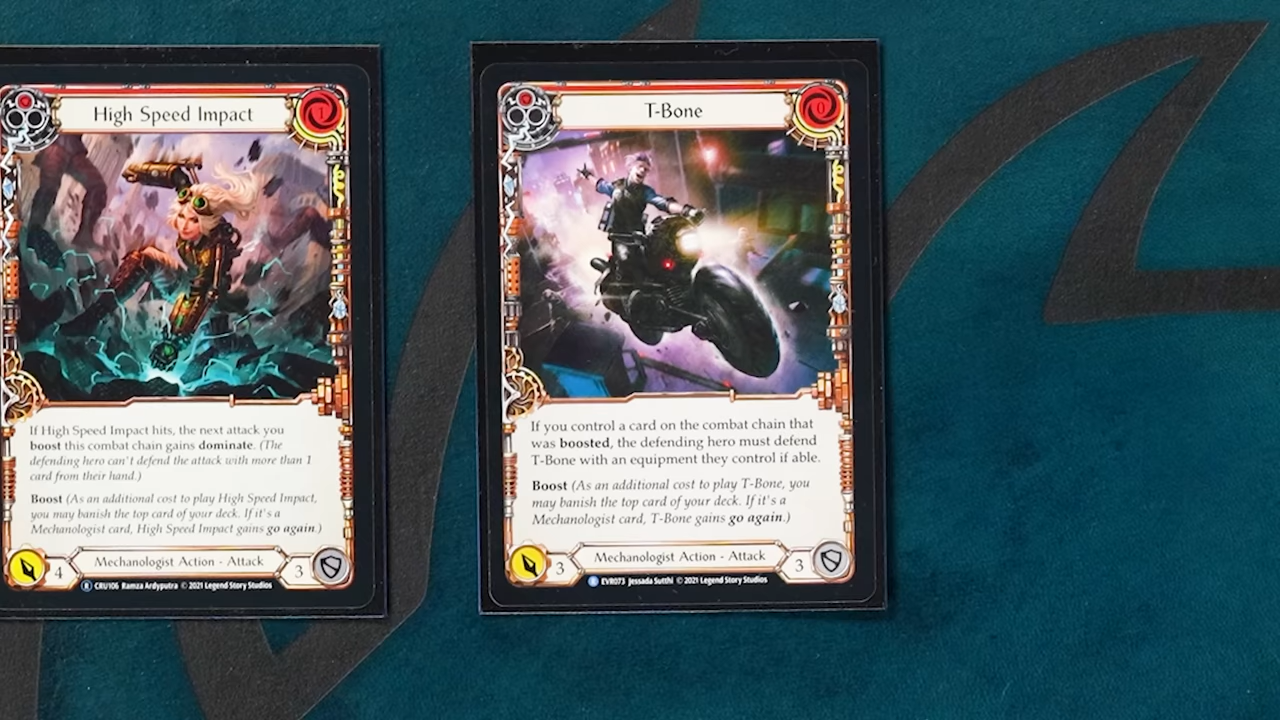 High Speed Impact
1
If High Speed Impact hits, the next attack you
boost this combat chain gains dominate. (The
defending hero can't defend the attack with more than 1
card from their hand.)
Boost (As an additional cost to play High Speed Impact,
you may banish the top card of your deck. If it's a
Mechanologist card, High Speed Impact gains go again.)
4
Mechanologist Action - Attack
3
R CRU106 Ramza Ardyputra © 2021 Legend Story Studios
T-Bone
0
If you control a card on the combat chain that
was boosted, the defending hero must defend
T-Bone with an equipment they control if able.
Boost (As an additional cost to play T-Bone, you
may banish the top card of your deck. If it's a
Mechanologist card, T-Bone gains go again.)
3
Mechanologist Action - Attack
3
R EVR073 Jessada Sutthi © 2021 Legend Story Studios